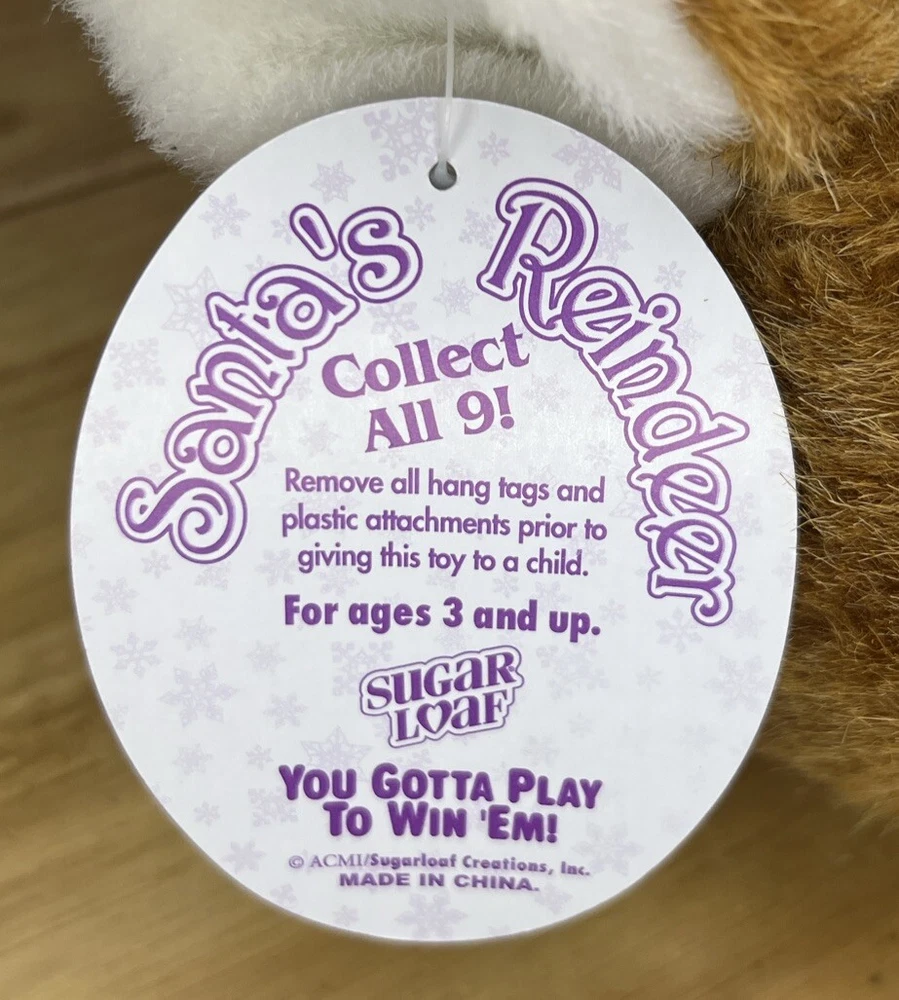 Santa's Reindeer
Collect
All 9!
Remove all hang tags and
plastic attachments prior to
giving this toy to a child.
For ages 3 and up.
SUGAR
LOAF
YOU GOTTA PLAY
TO WIN 'EM!
© ACMI/Sugarloaf Creations, Inc.
MADE IN CHINA.